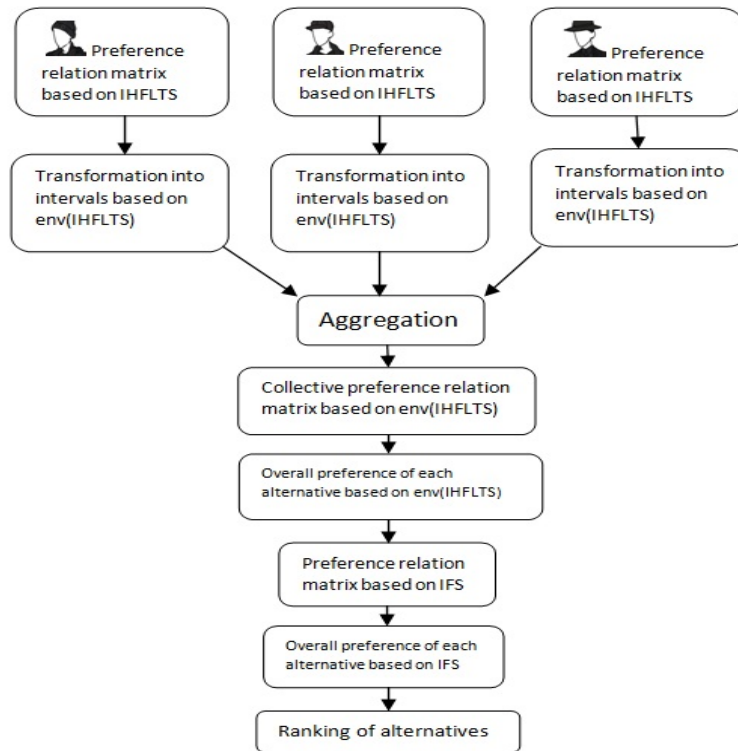 Preference
relation matrix
based on IHFLTS
Preference
relation matrix
based on IHFLTS
Preference
relation matrix
based on IHFLTS
Transformation into
intervals based on
env(IHFLTS)
Transformation into
intervals based on
env(IHFLTS)
Transformation into
intervals based on
env(IHFLTS)
Aggregation
Collective preference relation
matrix based on env(IHFLTS)
Overall preference of each
alternative based on env(IHFLTS)
Preference relation
matrix based on IFS
Overall preference of each
alternative based on IFS
Ranking of alternatives